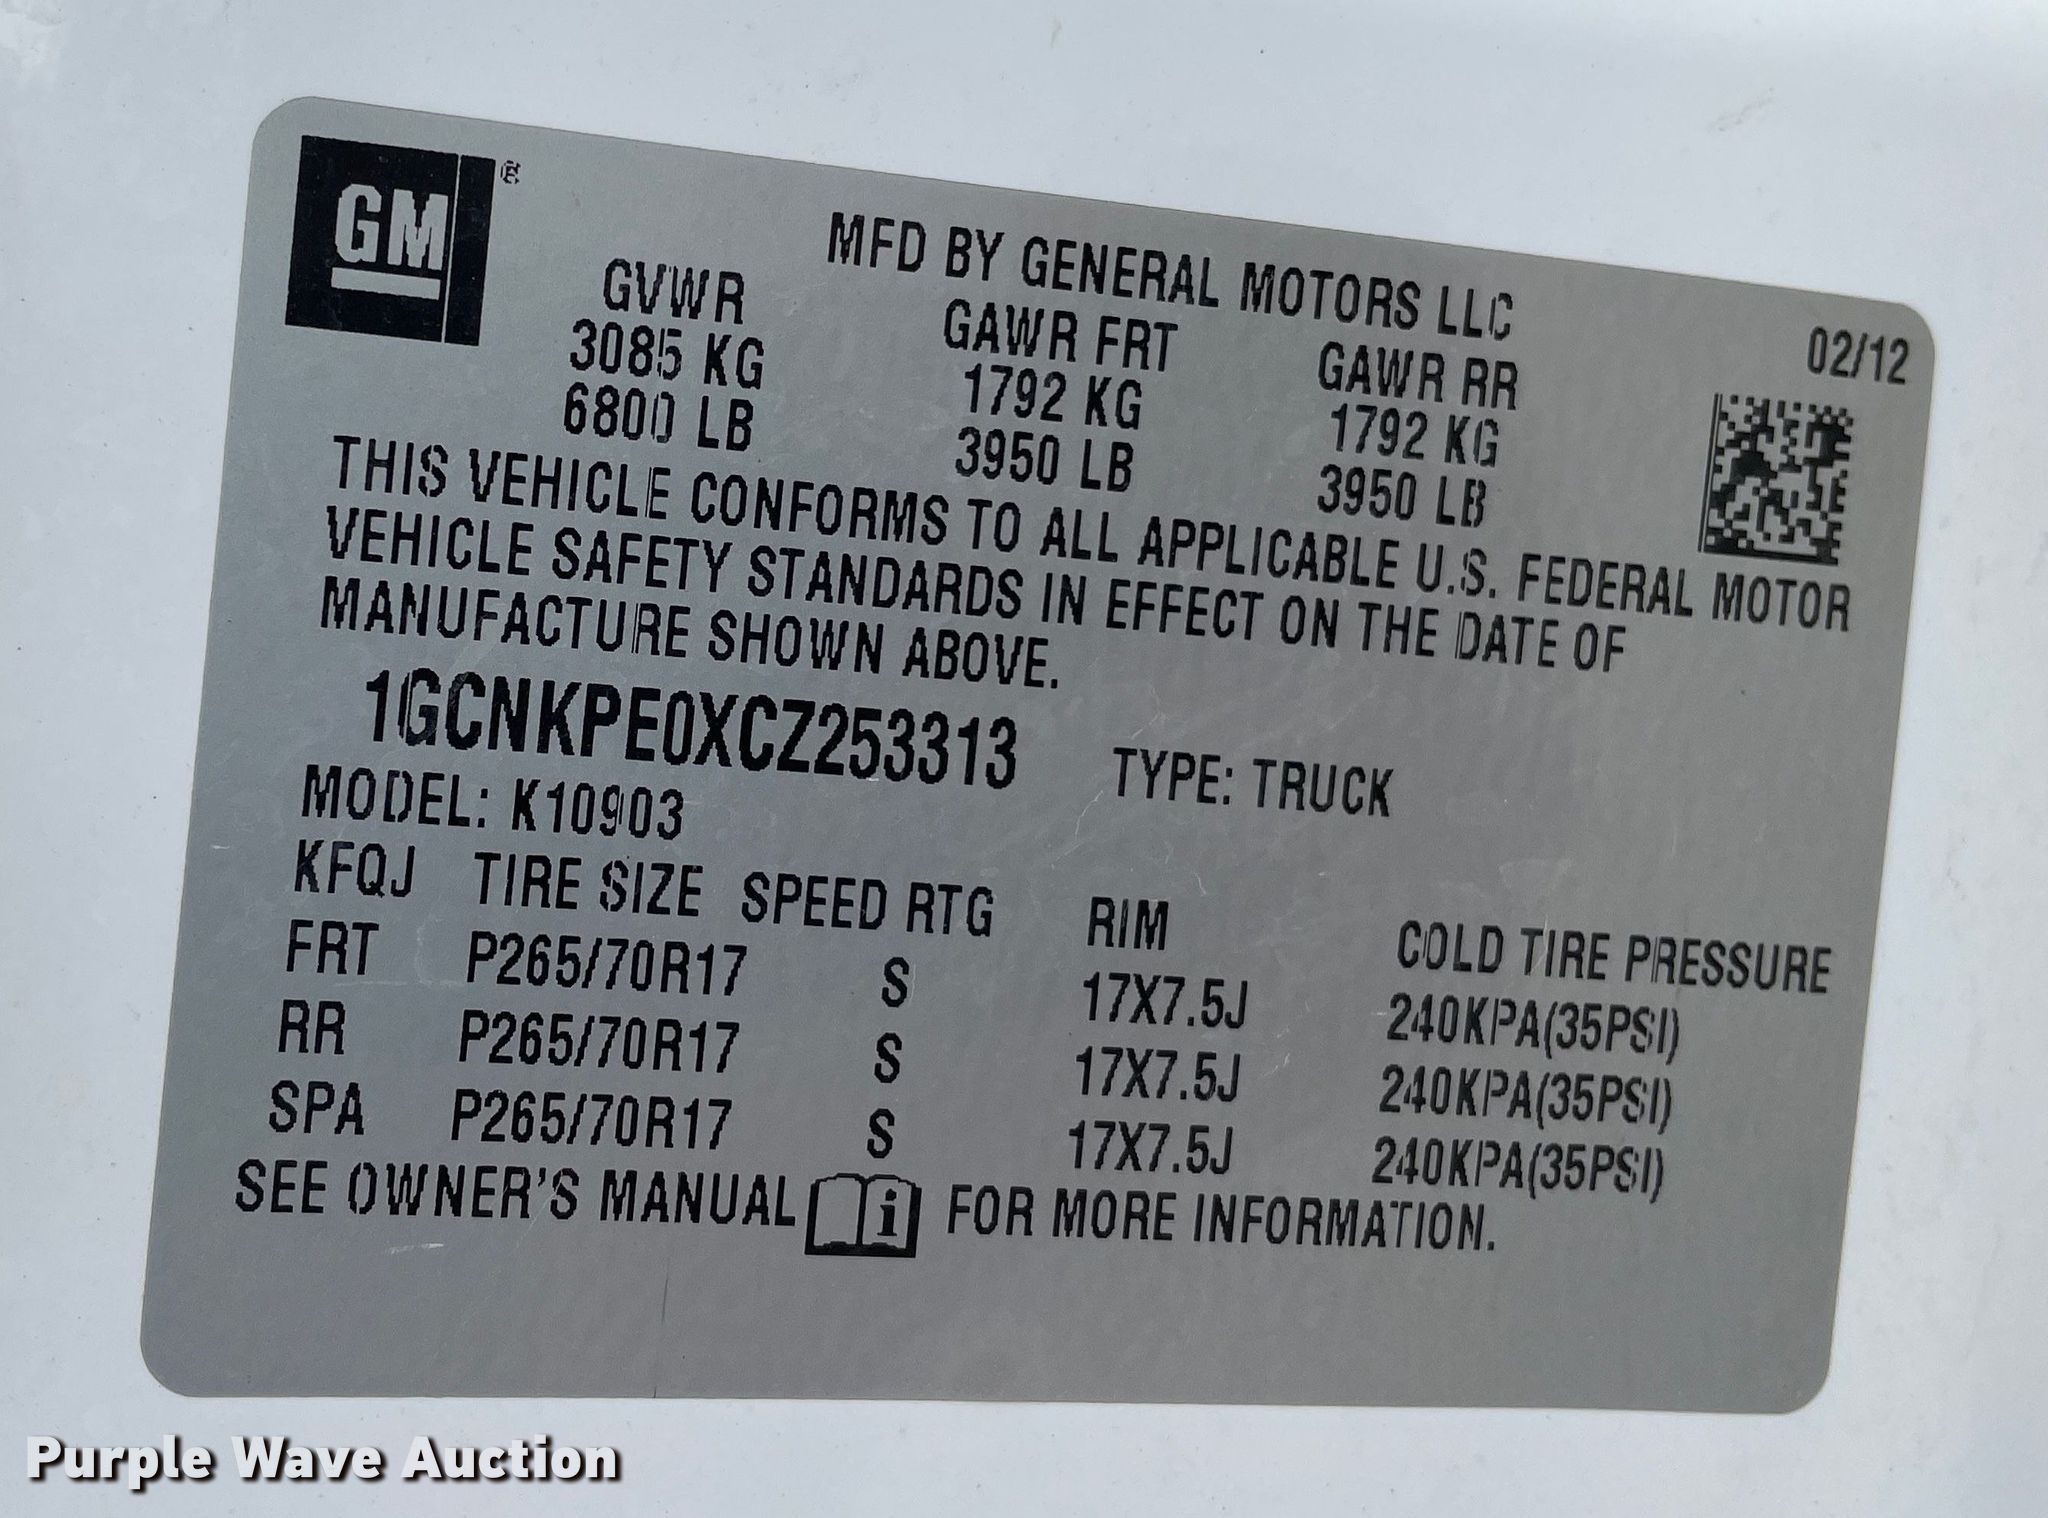 GM ®
MFD BY GENERAL MOTORS LLC
02/12
GVWR GAWR FRT GAWR RR
3085 KG 1792 KG 1792 KG
6800 LB 3950 LB 3950 LB
THIS VEHICLE CONFORMS TO ALL APPLICABLE U.S. FEDERAL MOTOR
VEHICLE SAFETY STANDARDS IN EFFECT ON THE DATE OF
MANUFACTURE SHOWN ABOVE.
1GCNKPE0XCZ253313 TYPE: TRUCK
MODEL: K10903
KFQJ TIRE SIZE SPEED RTG RIM COLD TIRE PRESSURE
FRT P265/70R17 S 17X7.5J 240KPA(35PSI)
RR P265/70R17 S 17X7.5J 240KPA(35PSI)
SPA P265/70R17 S 17X7.5J 240KPA(35PSI)
SEE OWNER'S MANUAL i FOR MORE INFORMATION.
Purple Wave Auction